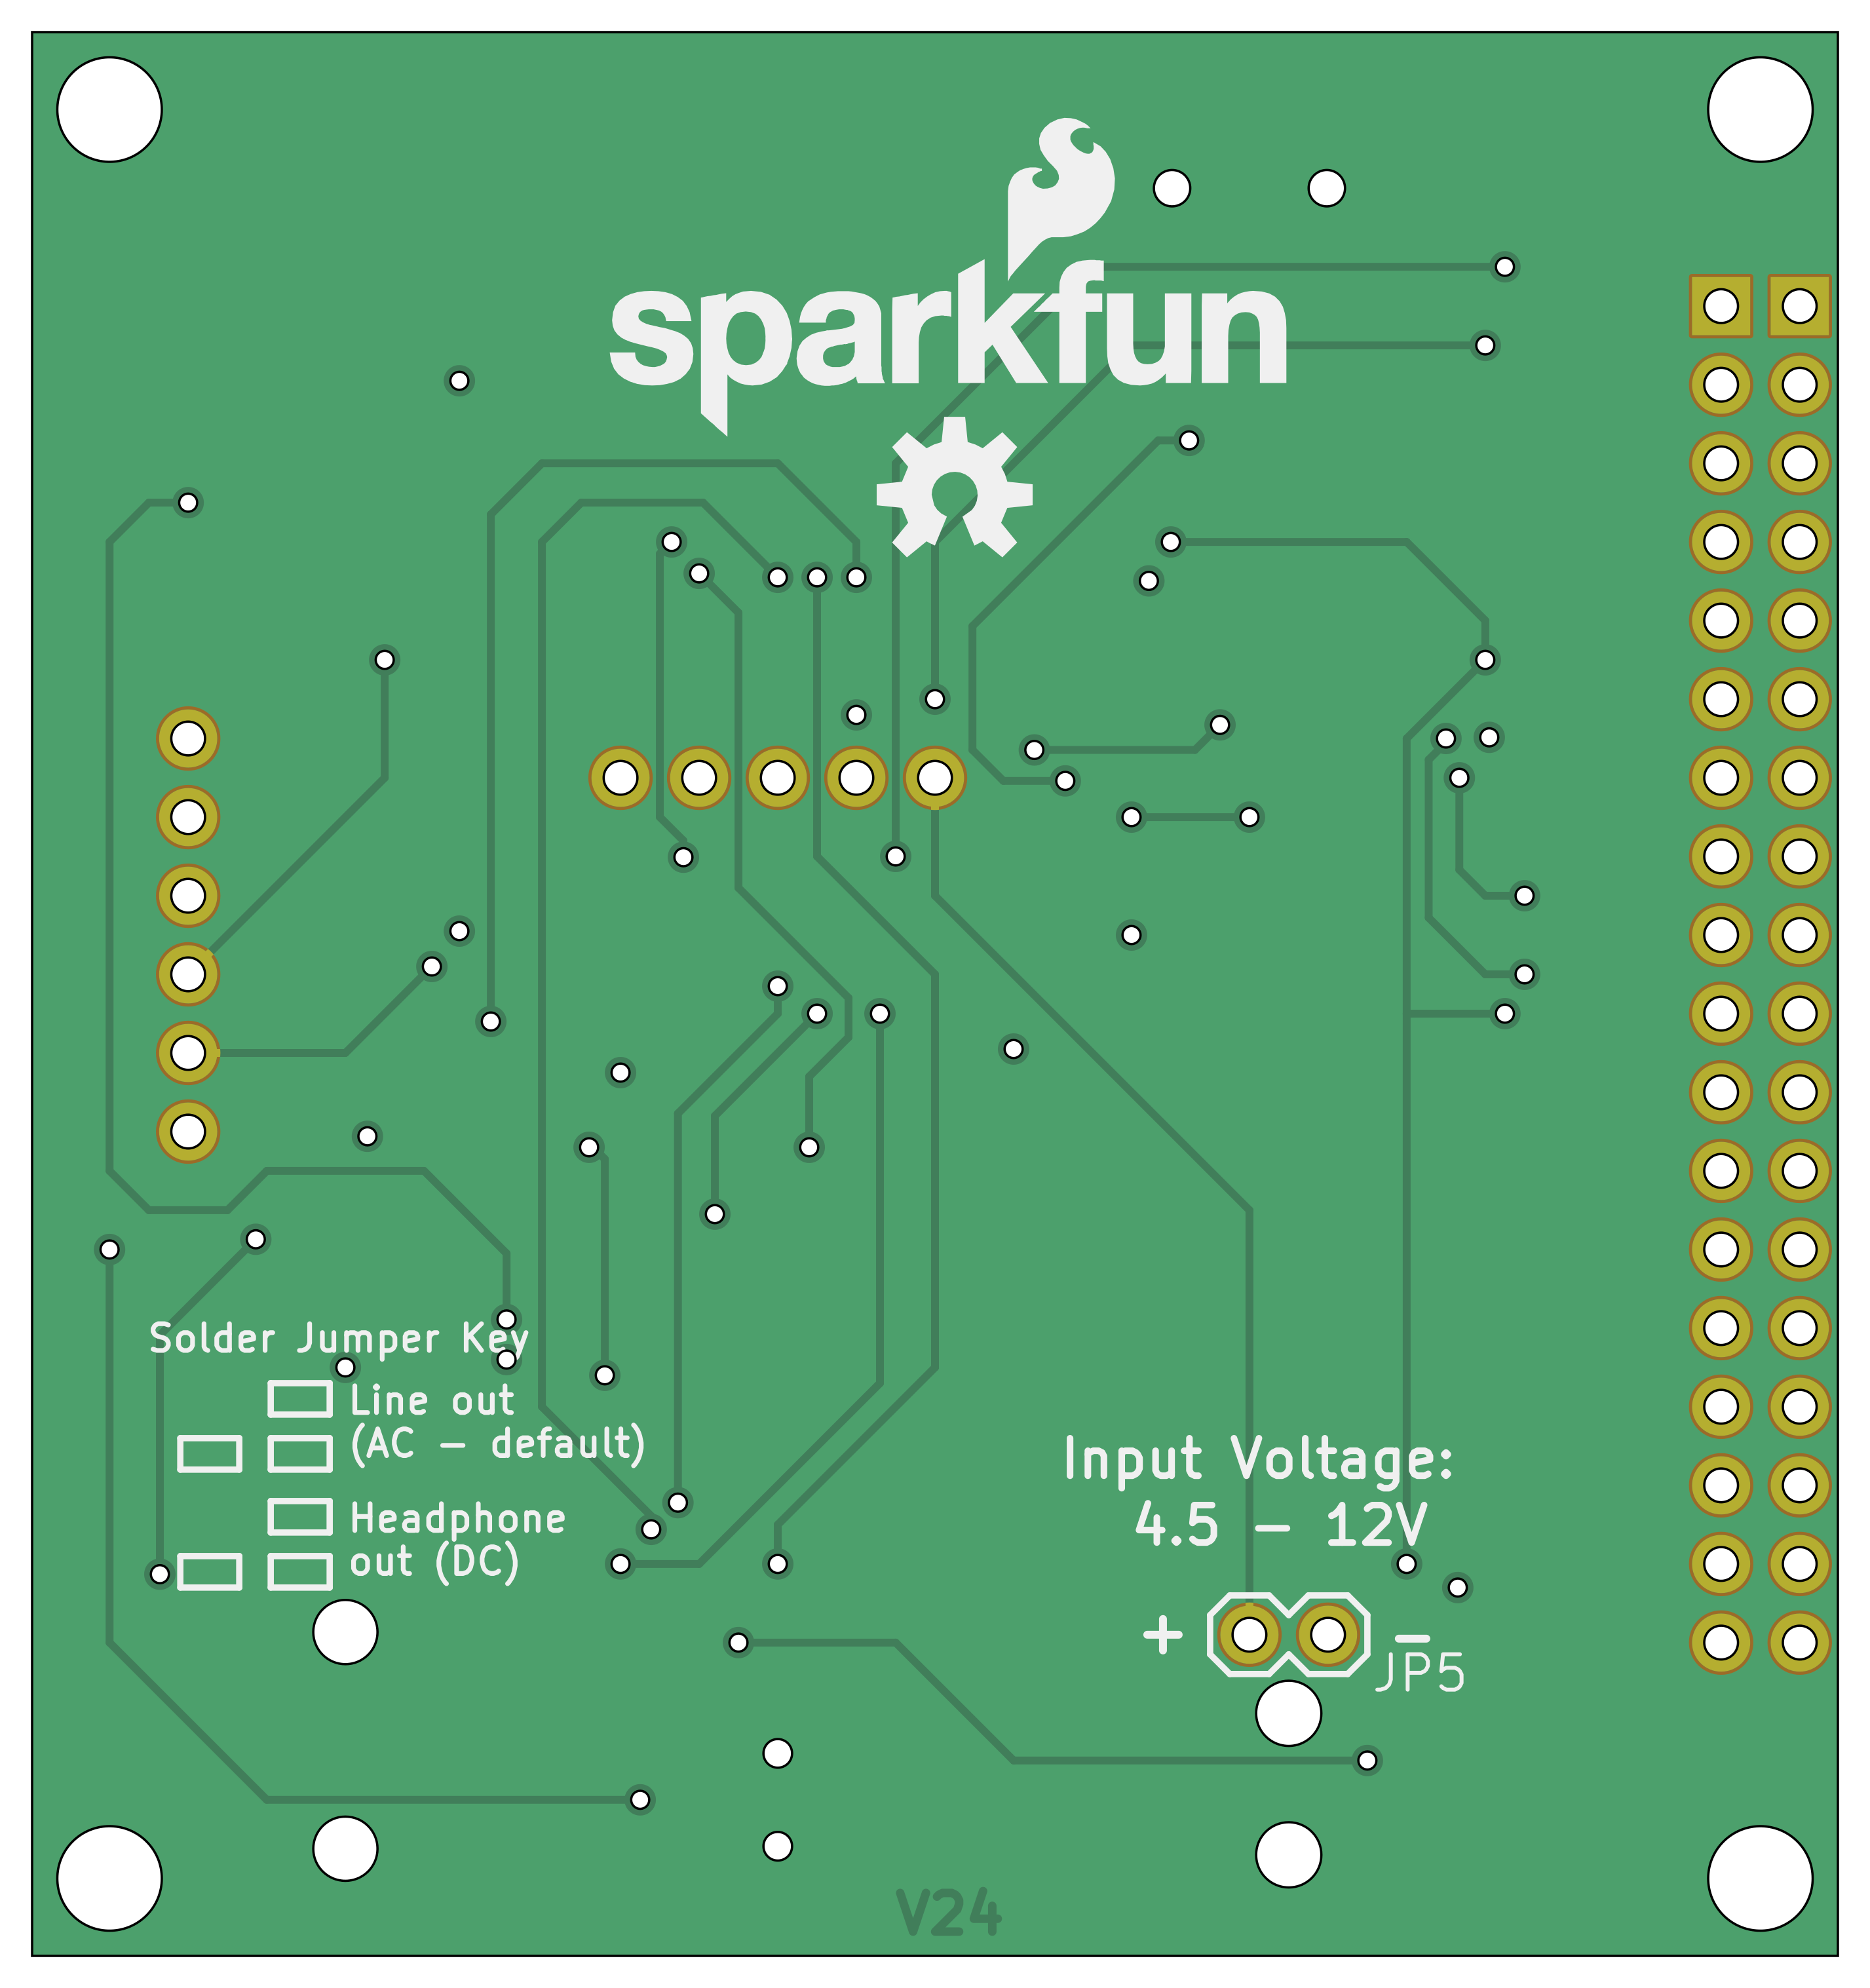 sparkfun
Solder Jumper Key
Line out
(AC - default)
Headphone
out (DC)
Input Voltage:
4.5 - 12V
+ -
JP5
V24